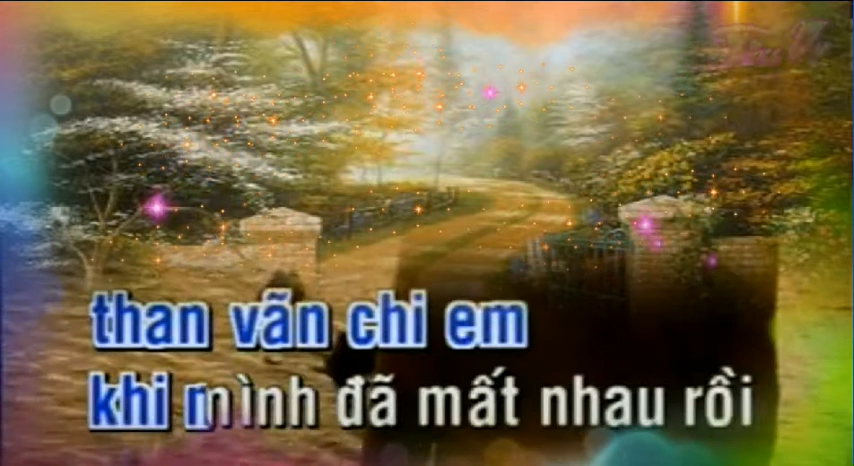 than vãn chi em
khi mình đã mất nhau rồi